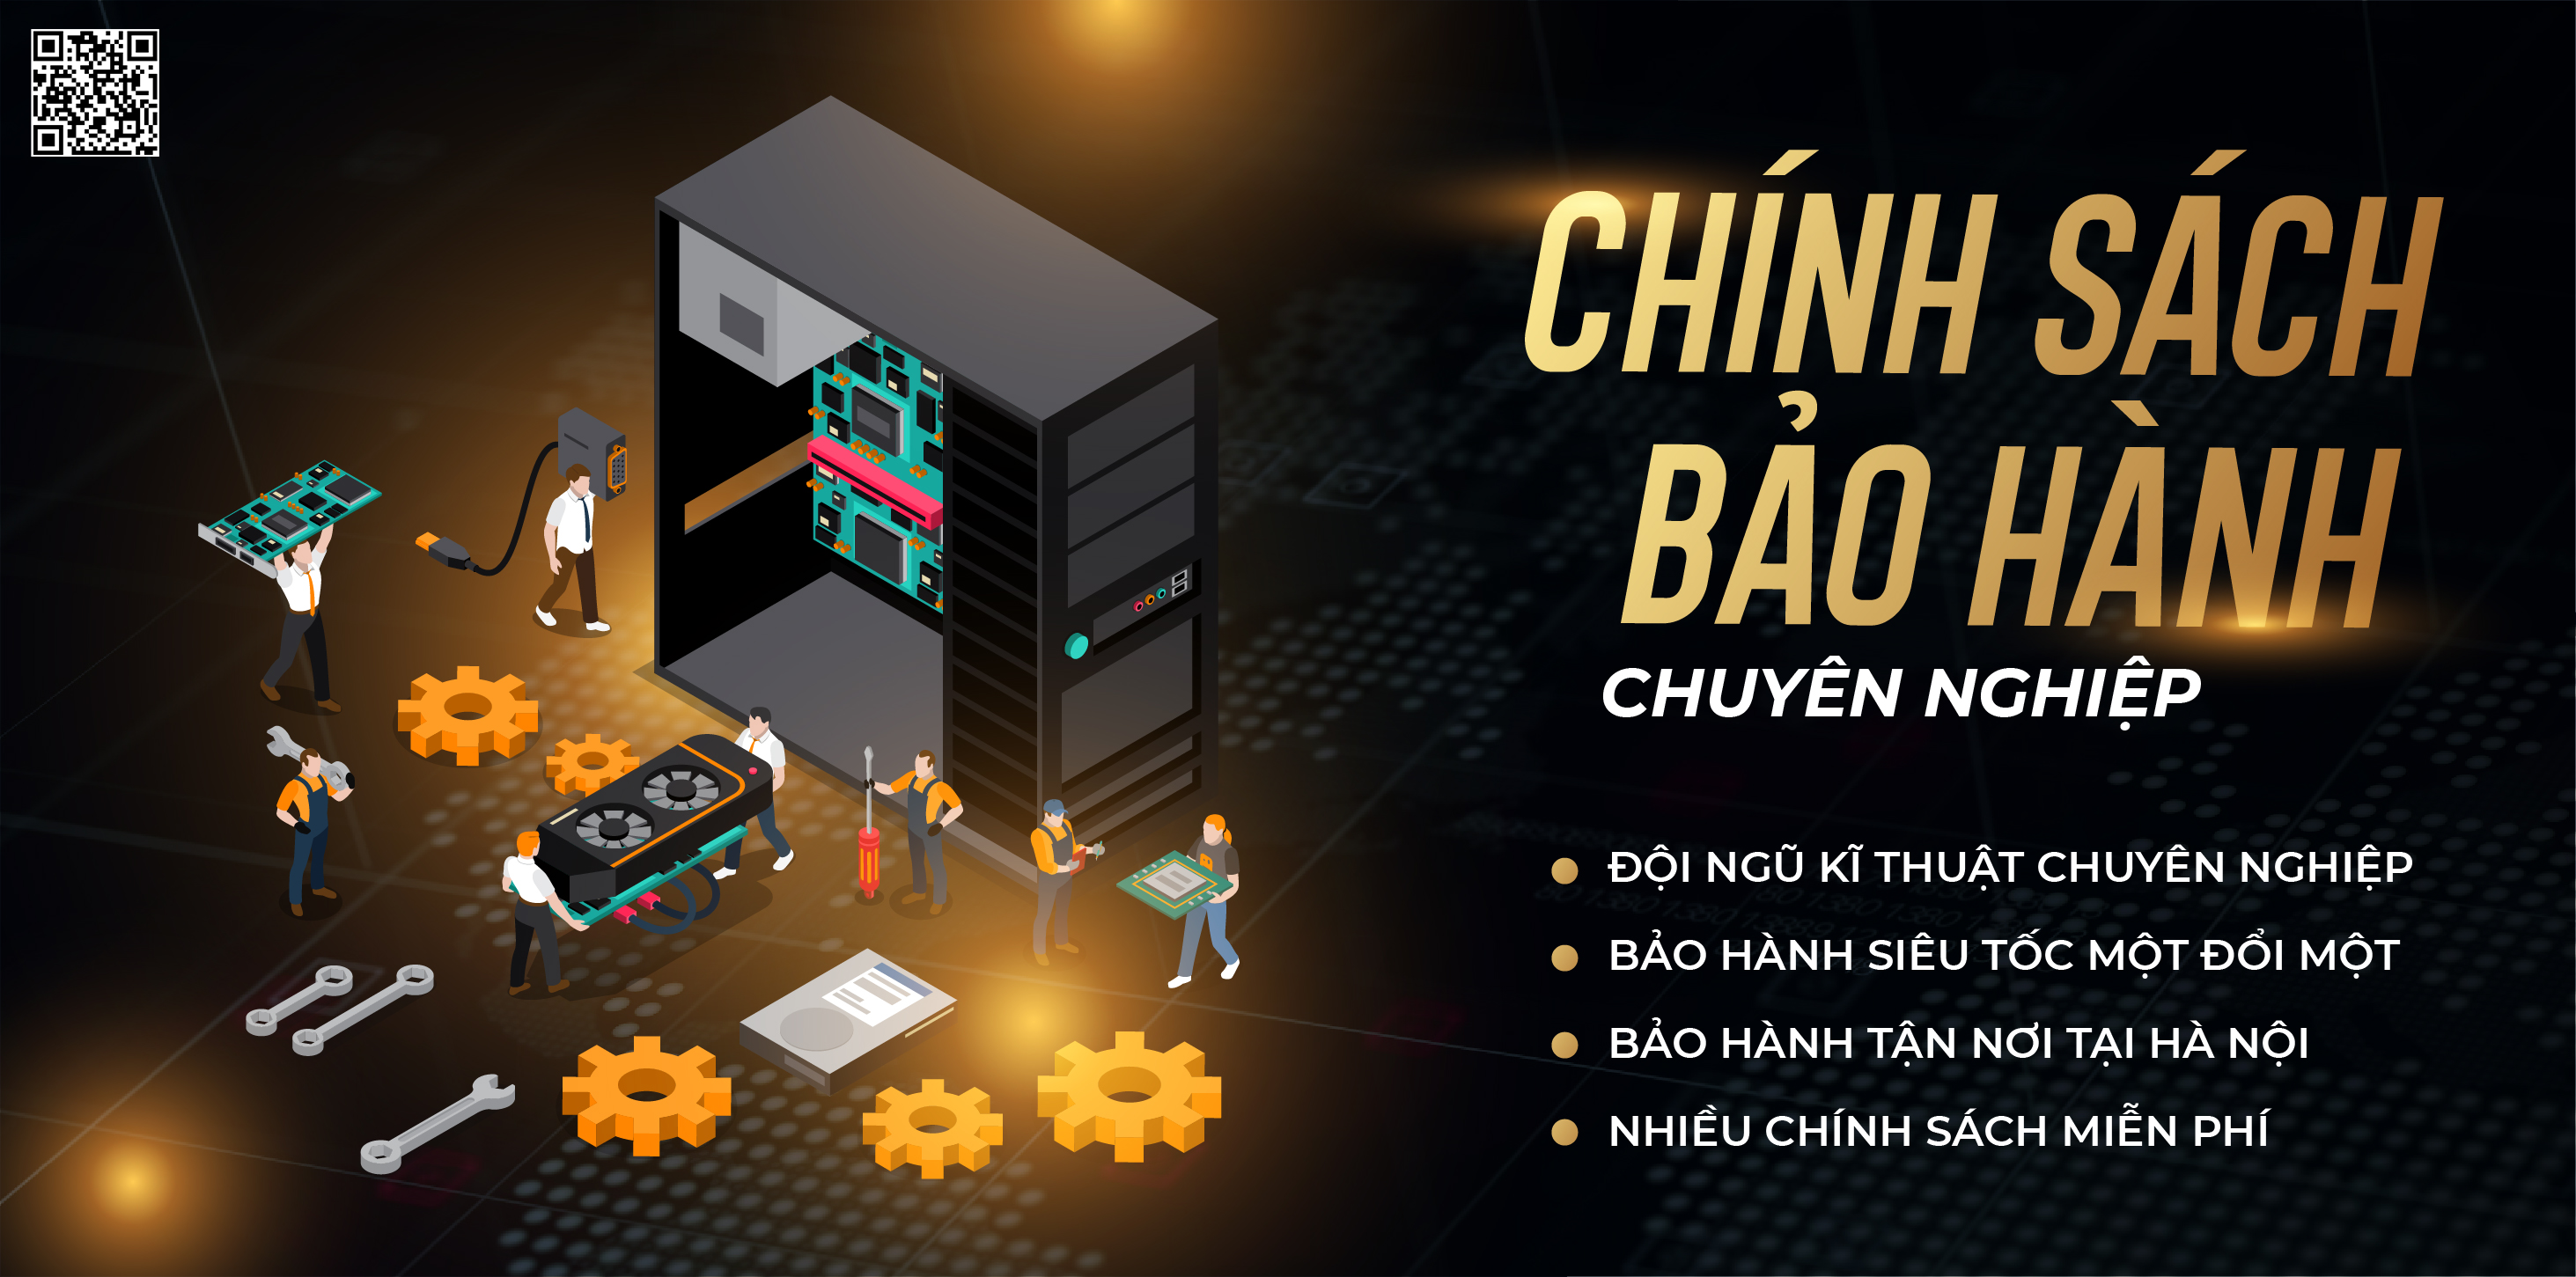 CHÍNH SÁCH
BẢO HÀNH
CHUYÊN NGHIỆP
ĐỘI NGŨ KĨ THUẬT CHUYÊN NGHIỆP
BẢO HÀNH SIÊU TỐC MỘT ĐỔI MỘT
BẢO HÀNH TẬN NƠI TẠI HÀ NỘI
NHIỀU CHÍNH SÁCH MIỄN PHÍ